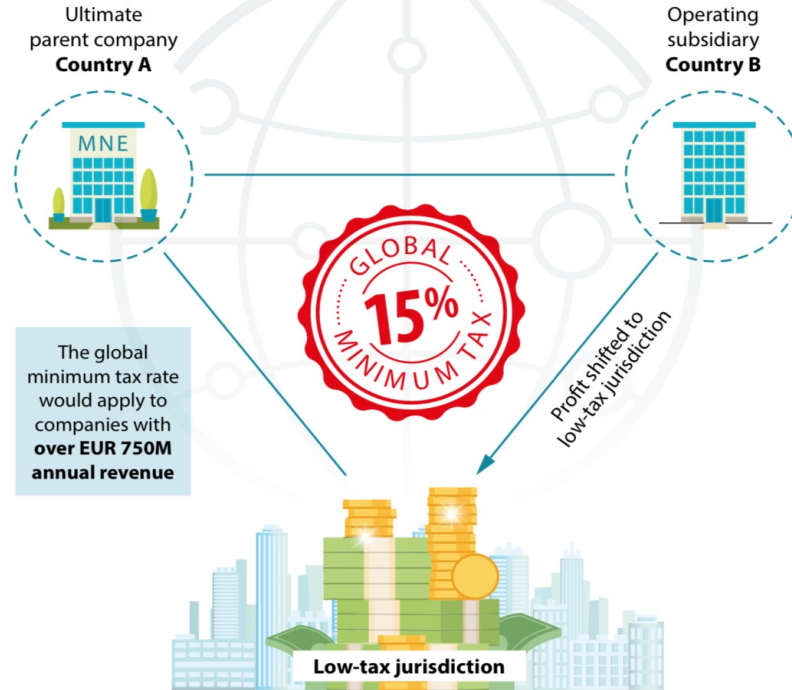 Ultimate
parent company
Country A
Operating
subsidiary
Country B
MNE
GLOBAL
15%
MINIMUM TAX
The global
minimum tax rate
would apply to
companies with
over EUR 750M
annual revenue
Profit shifted to
low-tax jurisdiction
Low-tax jurisdiction